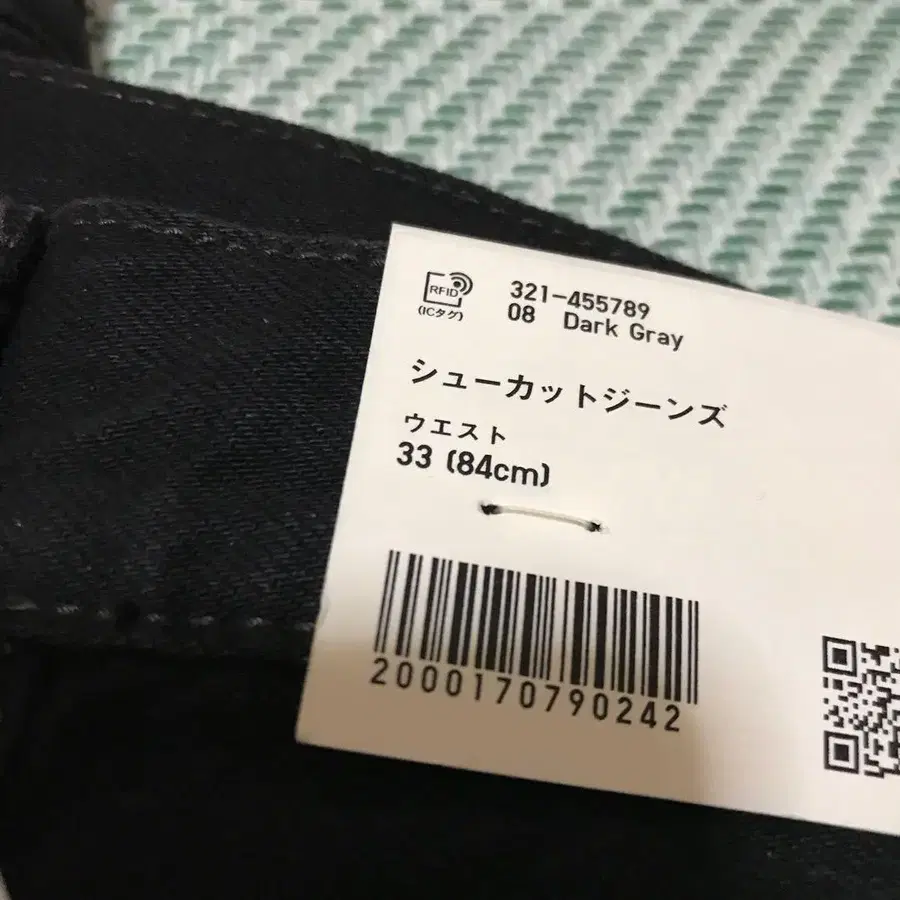 RFID
(ICタグ)
321-455789
08 Dark Gray
シューカットジーンズ
ウエスト
33 (84cm)
2000170790242